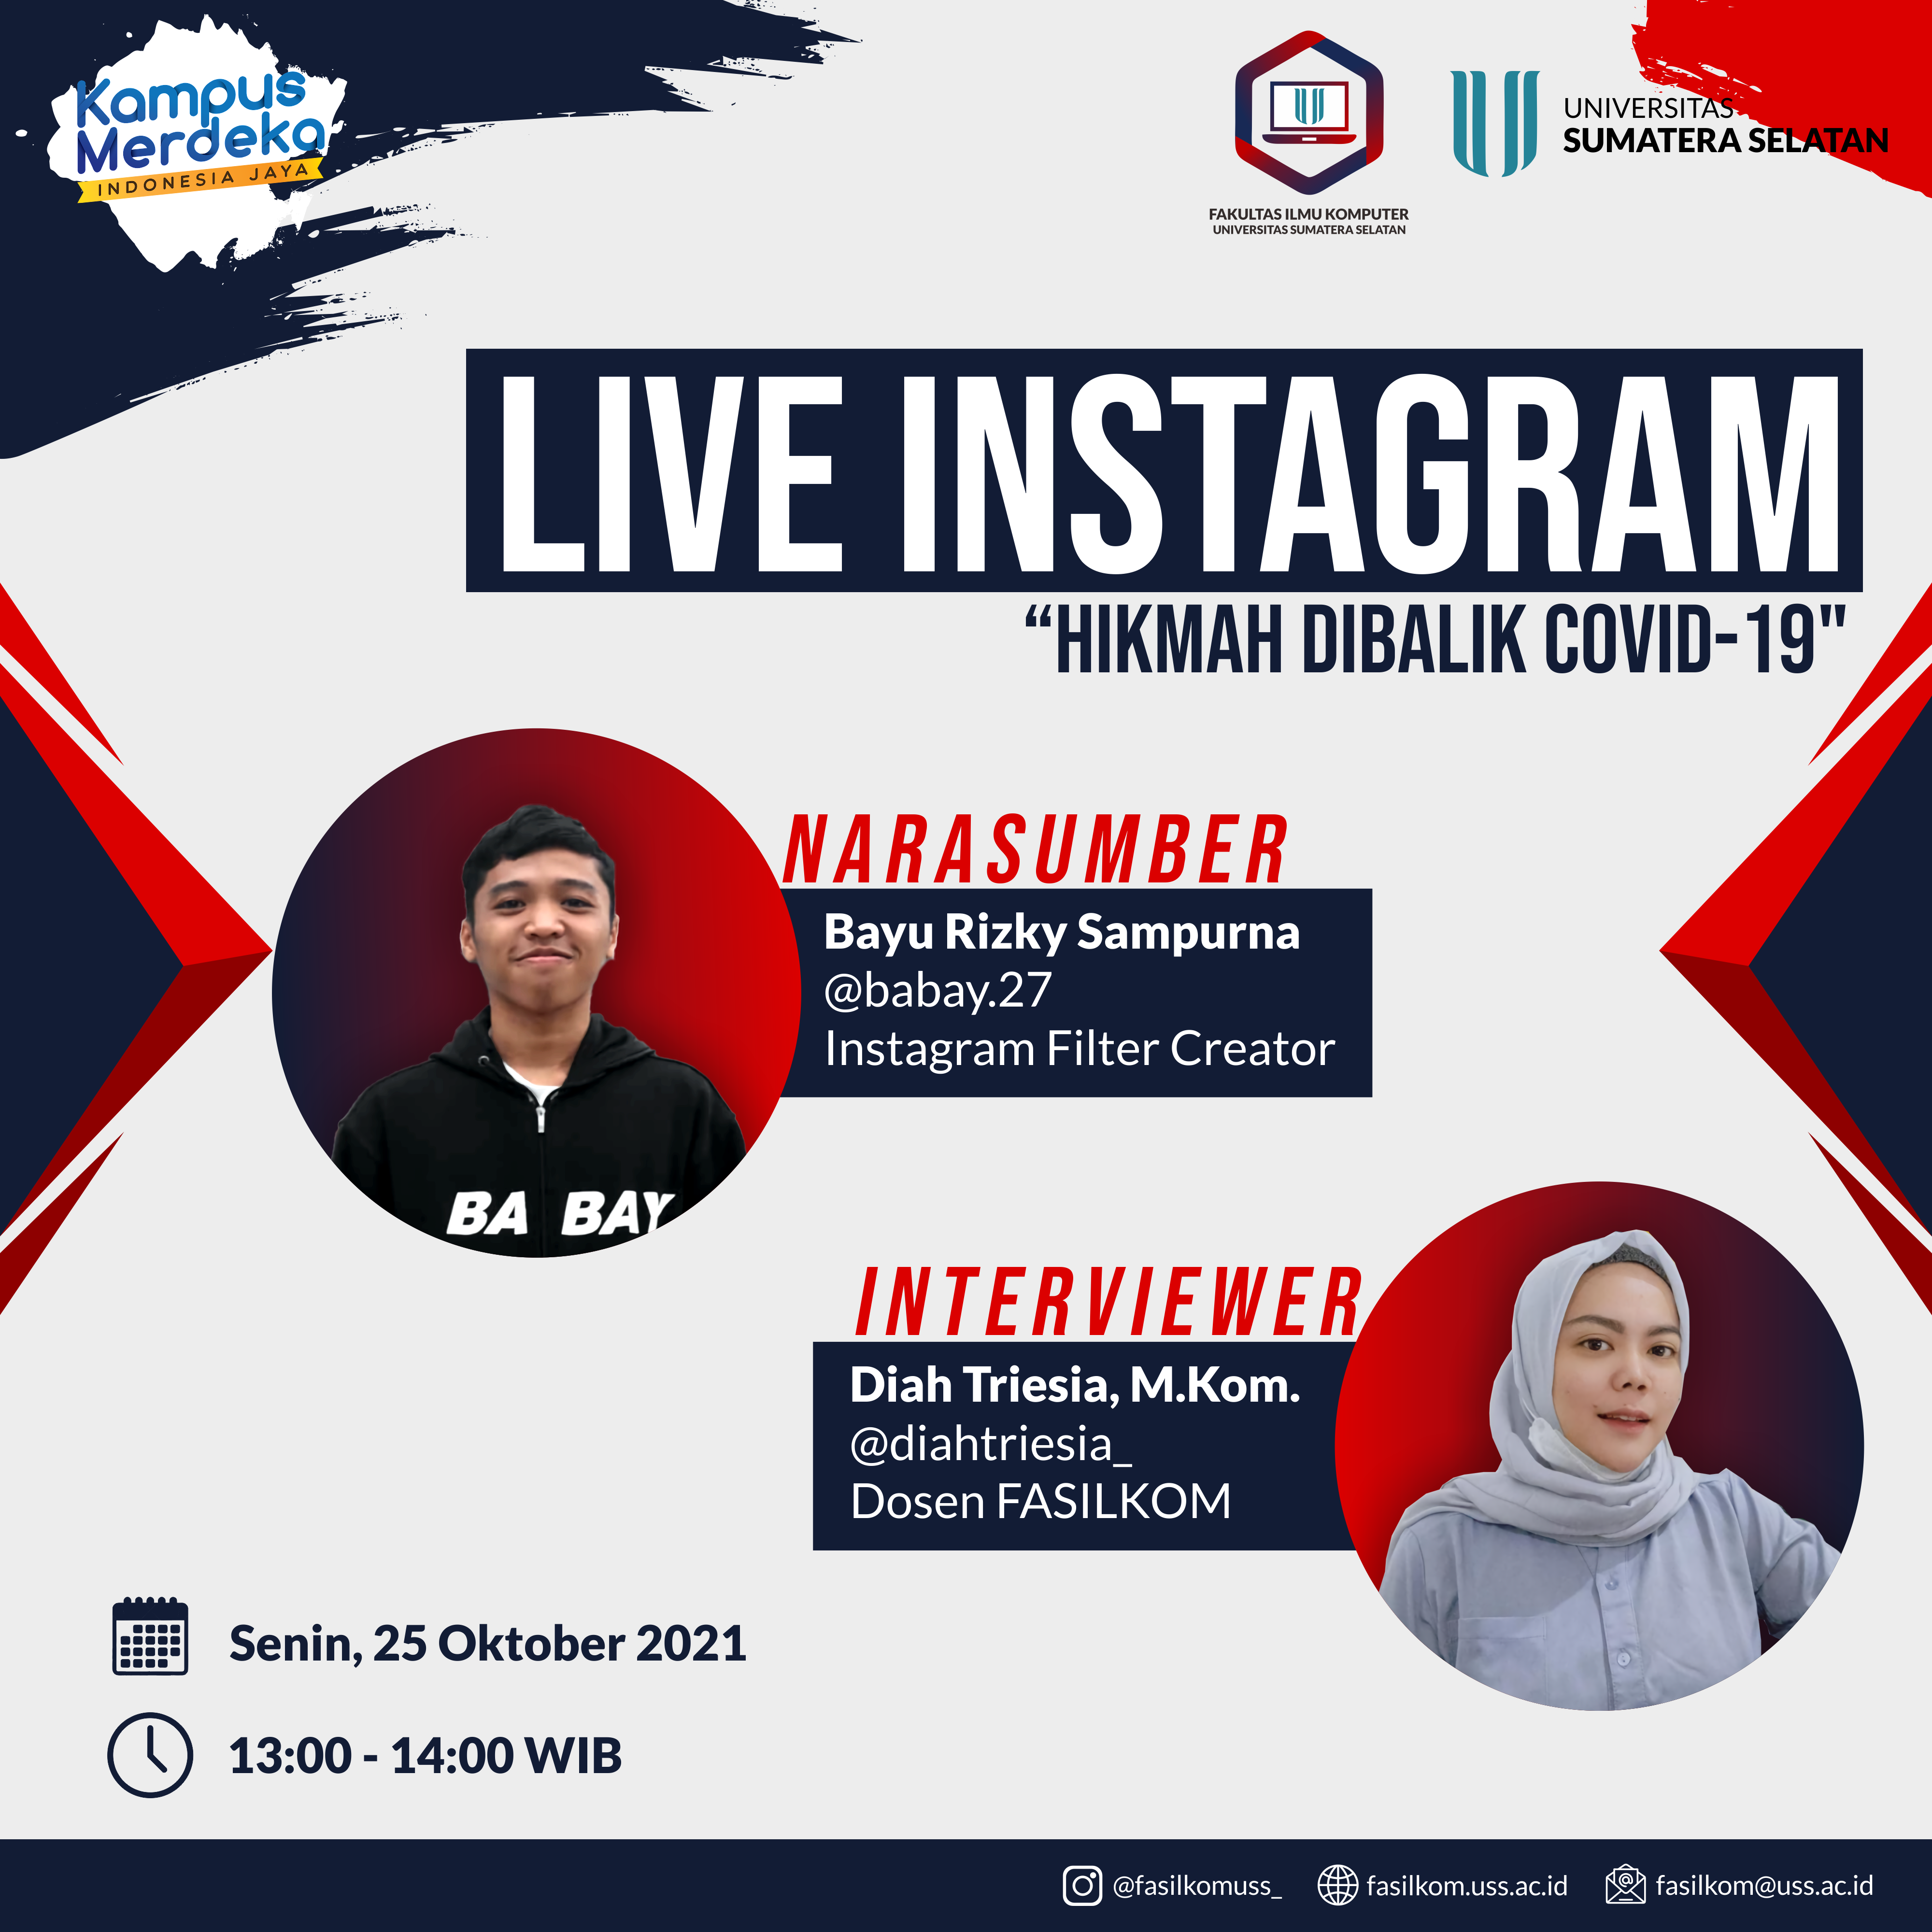 Kampus
Merdeka
INDONESIA JAYA
FAKULTAS ILMU KOMPUTER
UNIVERSITAS SUMATERA SELATAN
UNIVERSITAS
SUMATERA SELATAN
LIVE INSTAGRAM
“HIKMAH DIBALIK COVID-19"
NARASUMBER
Bayu Rizky Sampurna
@babay.27
Instagram Filter Creator
BA BAY
INTERVIEWER
Diah Triesia, M.Kom.
@diahtriesia_
Dosen FASILKOM
Senin, 25 Oktober 2021
13:00 - 14:00 WIB
@fasilkomuss_ fasilkom.uss.ac.id fasilkom@uss.ac.id